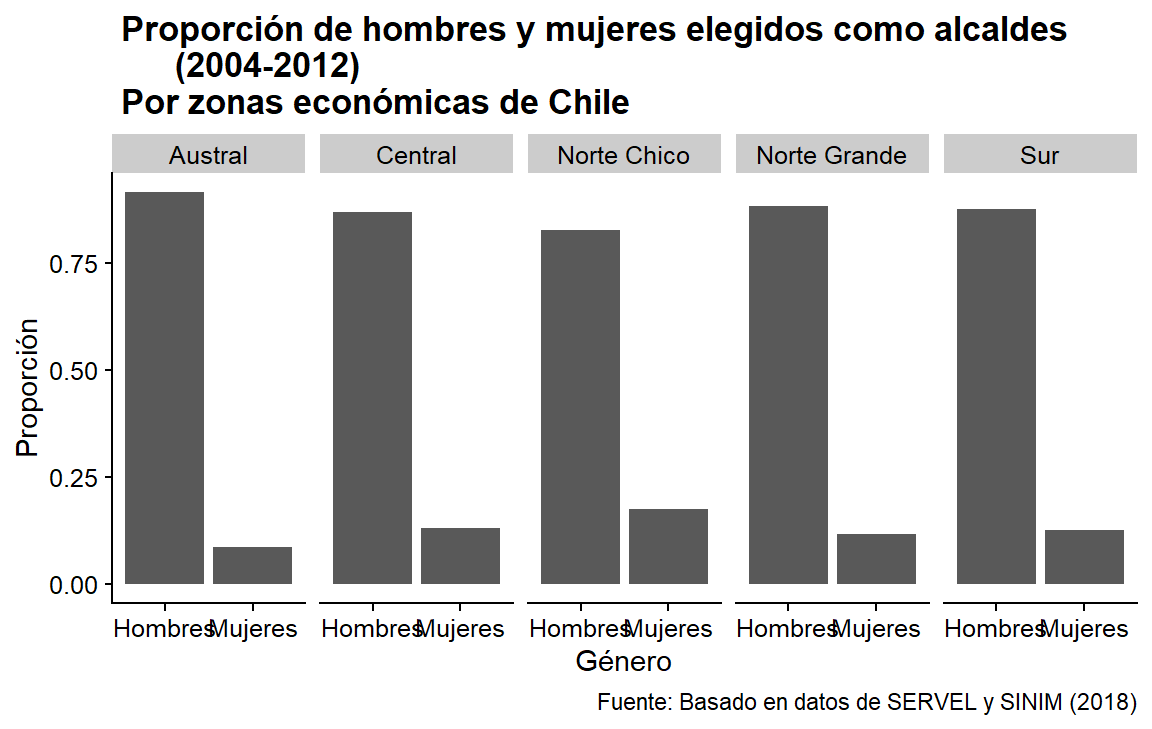 Proporción de hombres y mujeres elegidos como alcaldes
(2004-2012)
Por zonas económicas de Chile
Austral Central Norte Chico Norte Grande Sur
Proporción
0.75
0.50
0.25
0.00
Hombres Mujeres Hombres Mujeres Hombres Mujeres Hombres Mujeres Hombres Mujeres
Género
Fuente: Basado en datos de SERVEL y SINIM (2018)